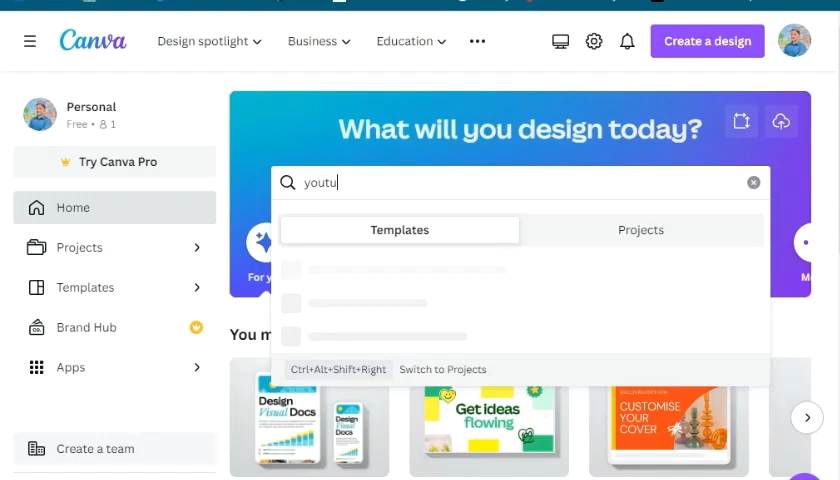 Canva
Design spotlight
Business
Education
Create a design
Personal
Free • 1
Try Canva Pro
Home
Projects
Templates
Brand Hub
Apps
Create a team
What will you design today?
youtu
Templates
Projects
For y
Ctrl+Alt+Shift+Right Switch to Projects
You m
Design
Visual Docs
Design
Visual
Docs
Get ideas
flowing
CUSTOMISE
YOUR
COVER